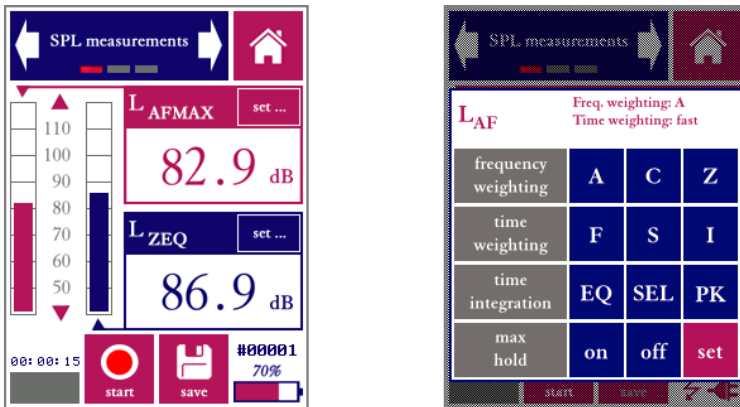 SPL measurements
L AFMAX
set ...
82.9 dB
110
100
90
80
70
60
50
L ZEQ
set ...
86.9 dB
00:00:15
start
save
#00001
70%
SPL measurements
LAF
Freq. weighting: A
Time weighting: fast
frequency
weighting
A C Z
time
weighting
F S I
time
integration
EQ SEL PK
max
hold
on off set
start
save